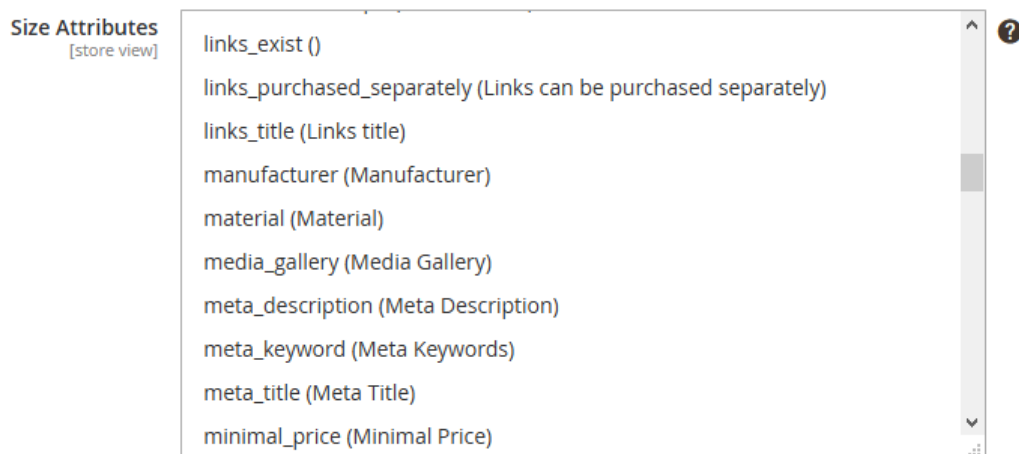 Size Attributes
[store view]
links_exist ()
links_purchased_separately (Links can be purchased separately)
links_title (Links title)
manufacturer (Manufacturer)
material (Material)
media_gallery (Media Gallery)
meta_description (Meta Description)
meta_keyword (Meta Keywords)
meta_title (Meta Title)
minimal_price (Minimal Price)
?